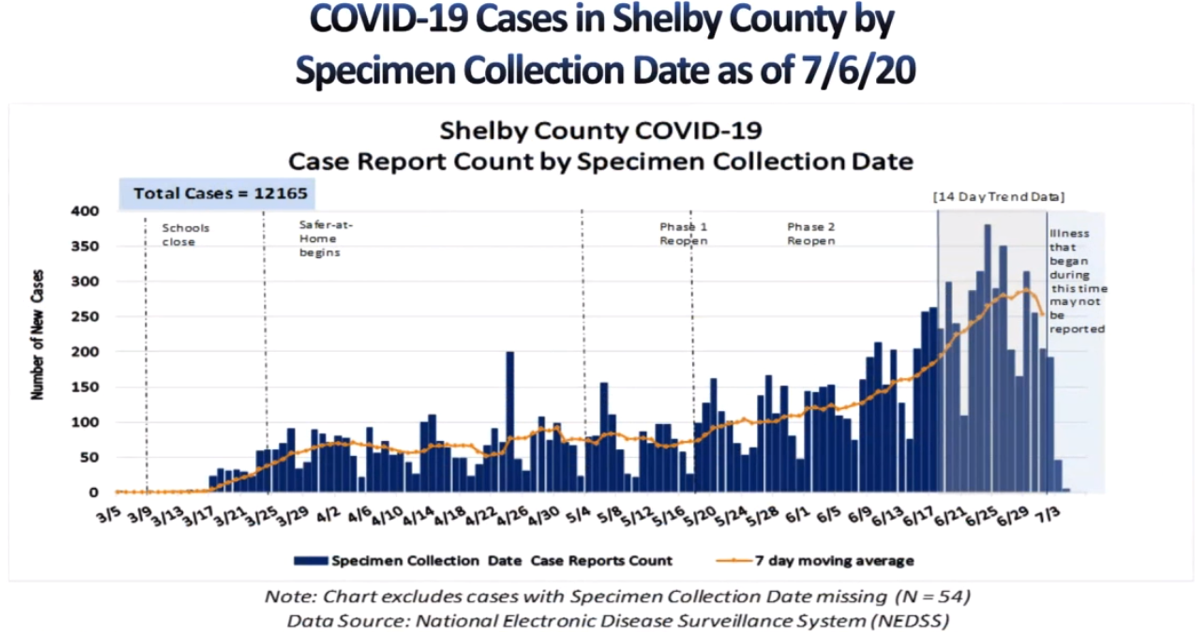 COVID-19 Cases in Shelby County by
Specimen Collection Date as of 7/6/20
Shelby County COVID-19
Case Report Count by Specimen Collection Date
Total Cases = 12165
[14 Day Trend Data]
Schools
close
Safer-at-
Home
begins
Phase 1
Reopen
Phase 2
Reopen
Illness
that
began
during
this time
may not
be
reported
Number of New Cases
400
350
300
250
200
150
100
50
0
3/5 3/9 3/13 3/17 3/21 3/25 3/29 4/2 4/6 4/10 4/14 4/18 4/22 4/26 4/30 5/4 5/8 5/12 5/16 5/20 5/24 5/28 6/1 6/5 6/9 6/13 6/17 6/21 6/25 6/29 7/3
Specimen Collection Date Case Reports Count
7 day moving average
Note: Chart excludes cases with Specimen Collection Date missing (N = 54)
Data Source: National Electronic Disease Surveillance System (NEDSS)